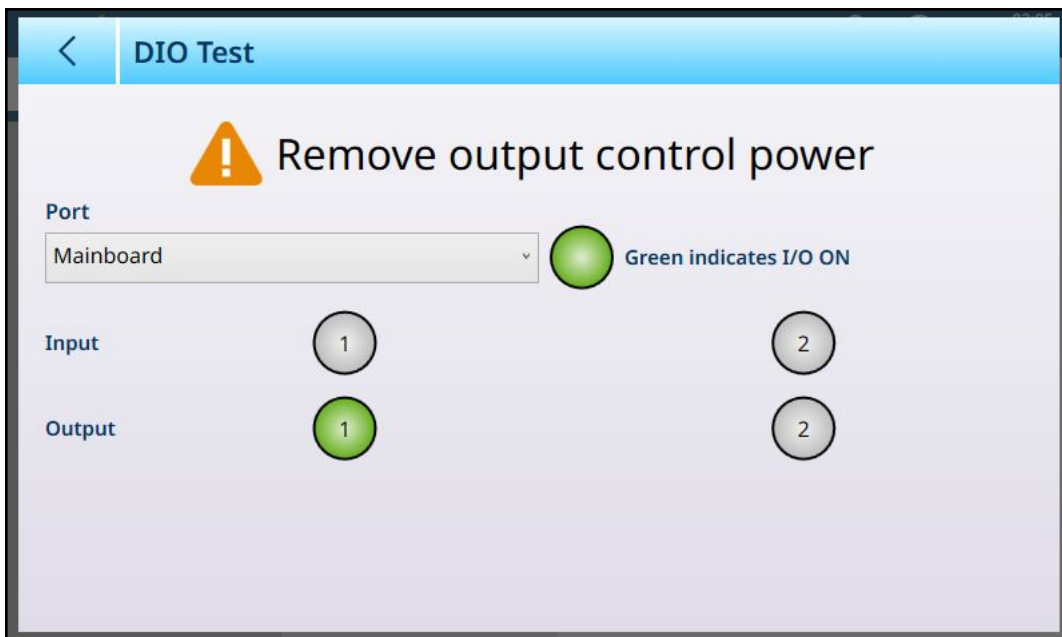 DIO Test
Remove output control power
Port
Mainboard
Green indicates I/O ON
Input 1 2
Output 1 2